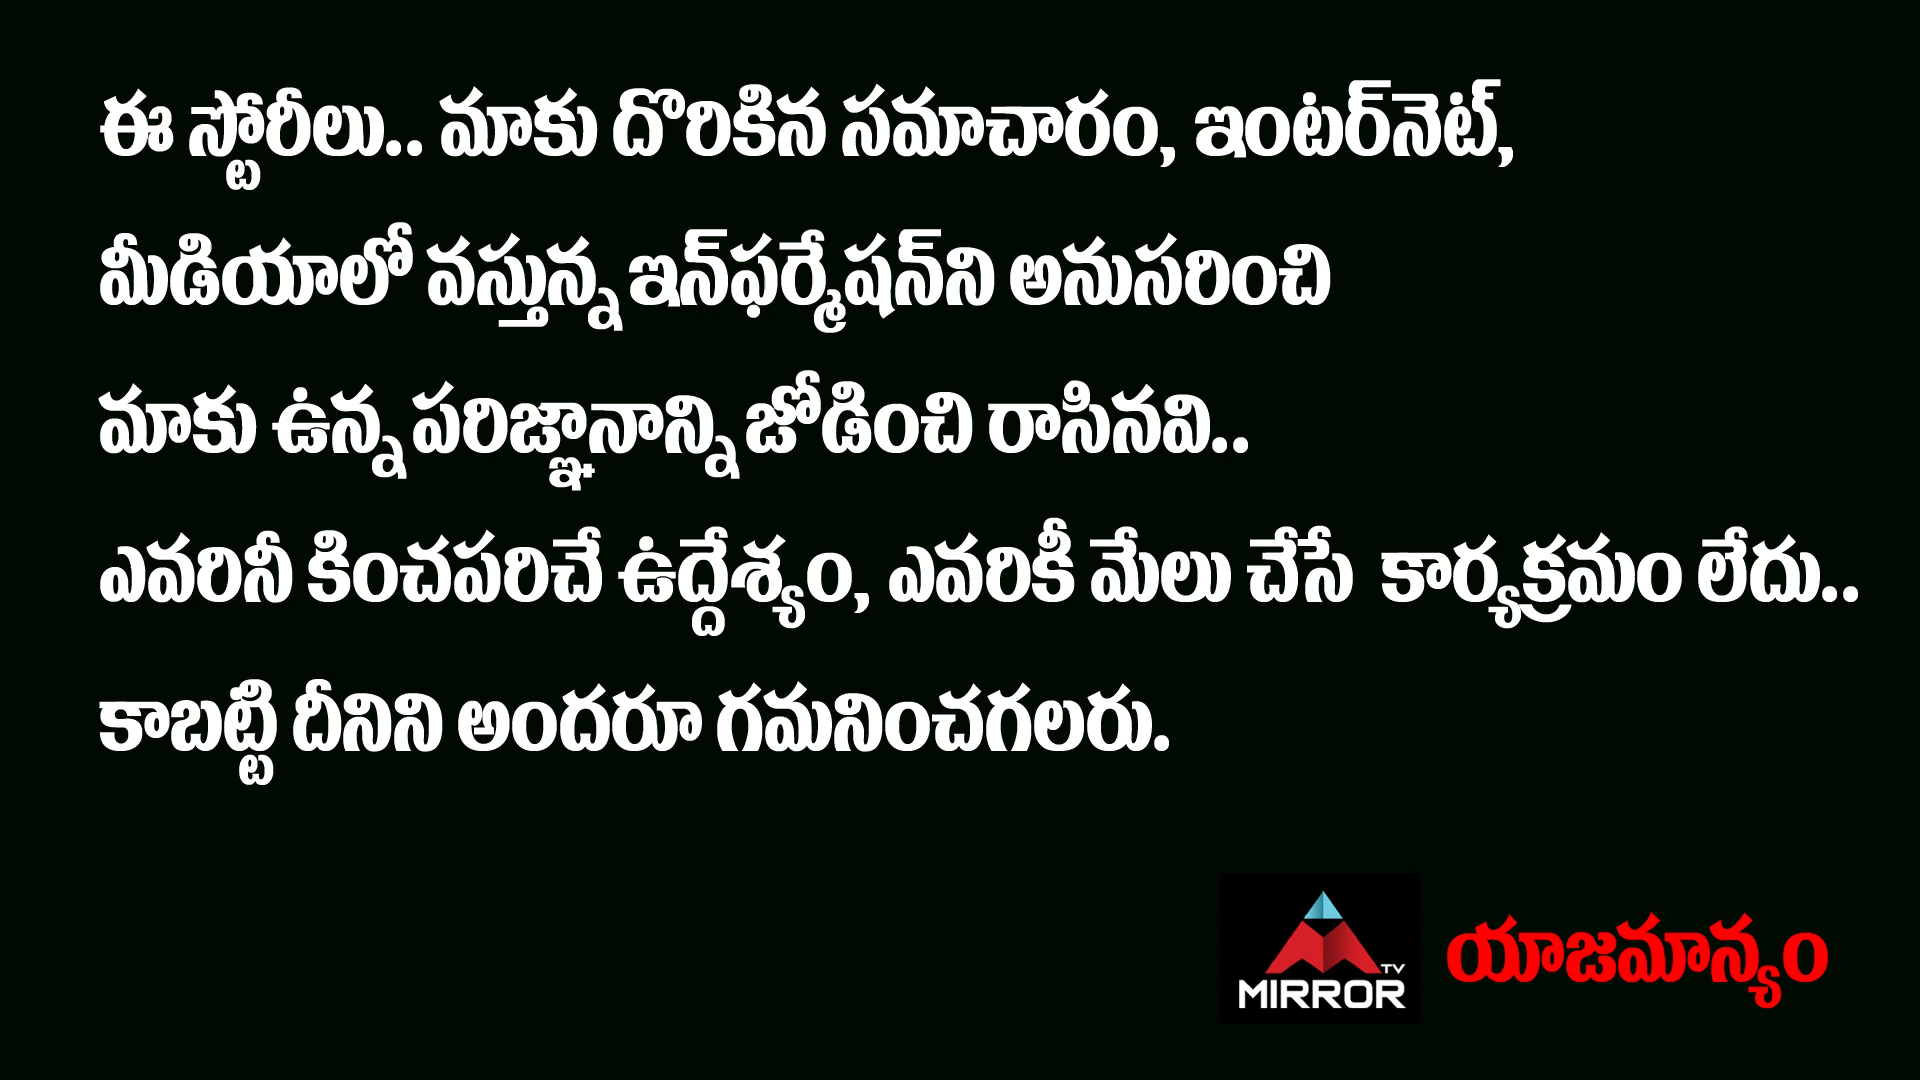 ఈ స్టోరీలు.. మాకు దొరికిన సమాచారం, ఇంటర్‌నెట్,
మీడియాలో వస్తున్న ఇన్‌ఫర్మేషన్‌ని అనుసరించి
మాకు ఉన్న పరిజ్ఞానాన్ని జోడించి రాసినవి..
ఎవరినీ కించపరిచే ఉద్దేశ్యం, ఎవరికీ మేలు చేసే కార్యక్రమం లేదు..
కాబట్టి దీనిని అందరూ గమనించగలరు.
TV
MIRROR
యాజమాన్యం